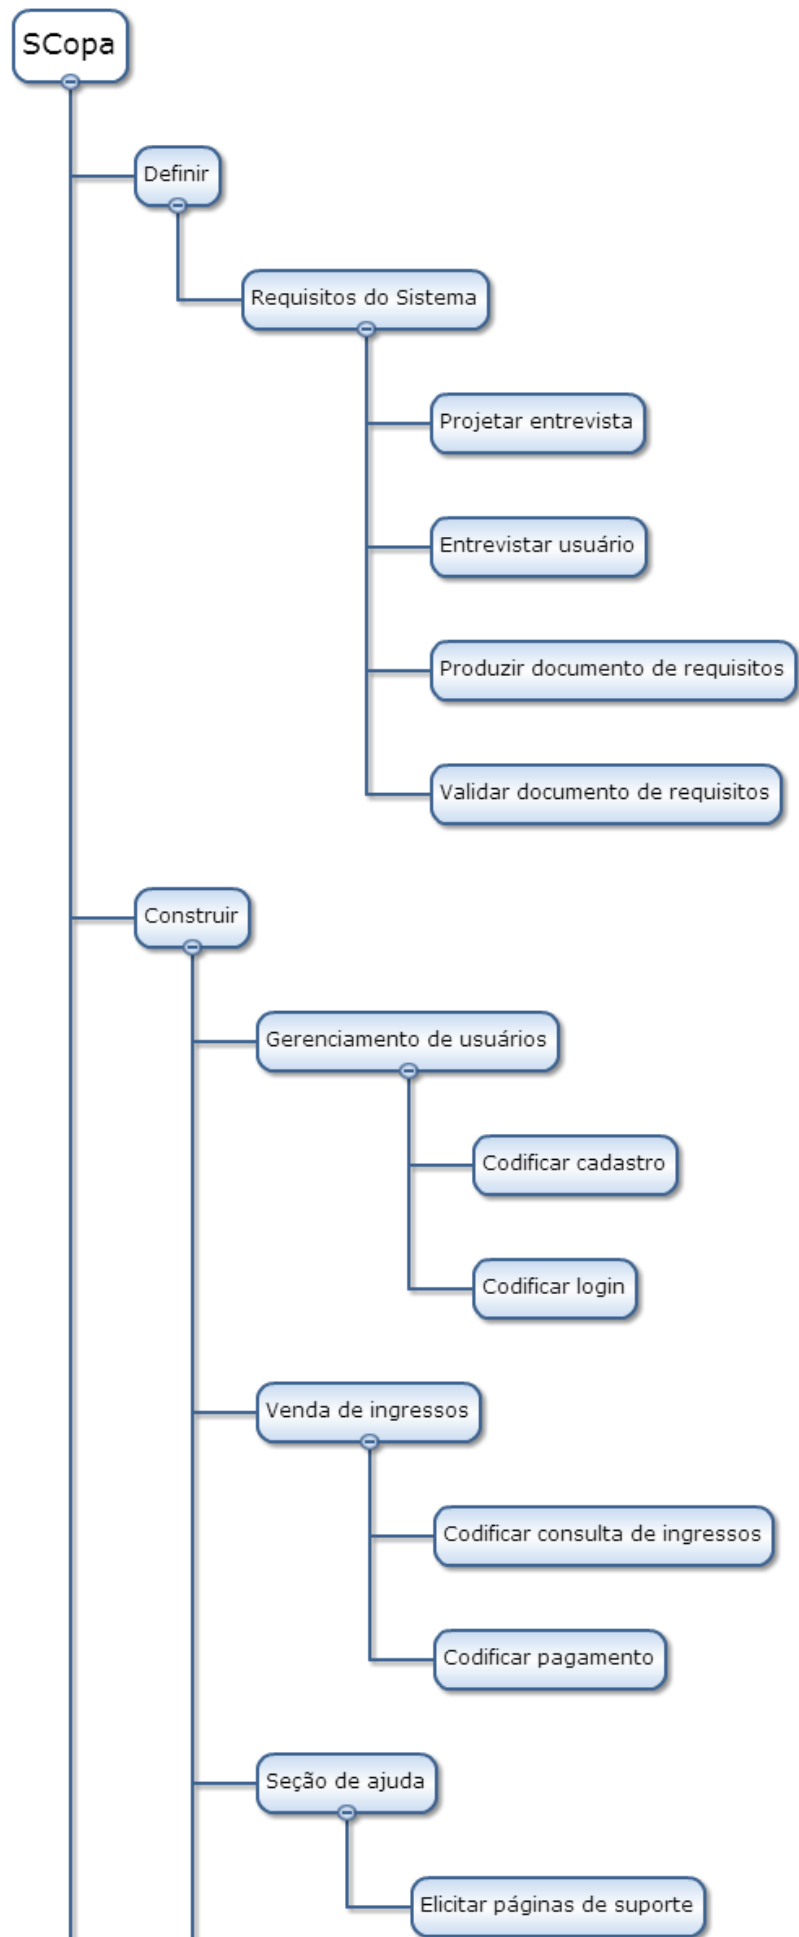 SCopa
Definir
Requisitos do Sistema
Projetar entrevista
Entrevistar usuário
Produzir documento de requisitos
Validar documento de requisitos
Construir
Gerenciamento de usuários
Codificar cadastro
Codificar login
Venda de ingressos
Codificar consulta de ingressos
Codificar pagamento
Seção de ajuda
Elicitar páginas de suporte